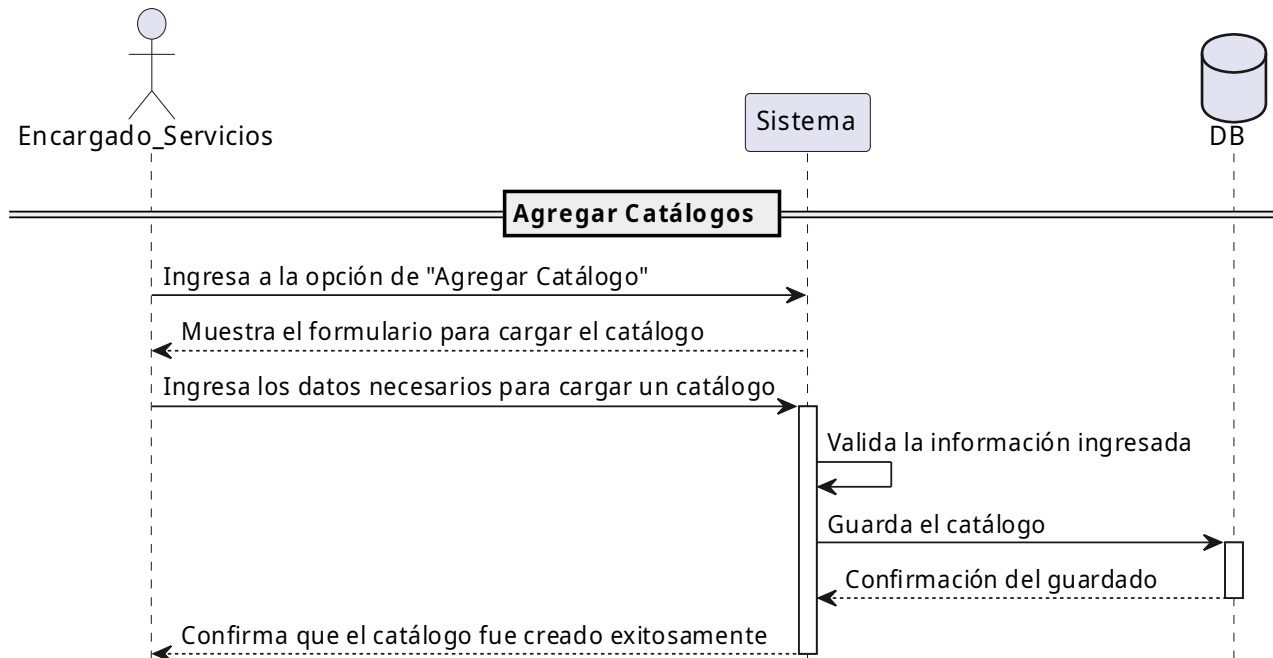 Encargado_Servicios
Sistema
DB
Agregar Catálogos
Ingresa a la opción de "Agregar Catálogo"
Muestra el formulario para cargar el catálogo
Ingresa los datos necesarios para cargar un catálogo
Valida la información ingresada
Guarda el catálogo
Confirmación del guardado
Confirma que el catálogo fue creado exitosamente